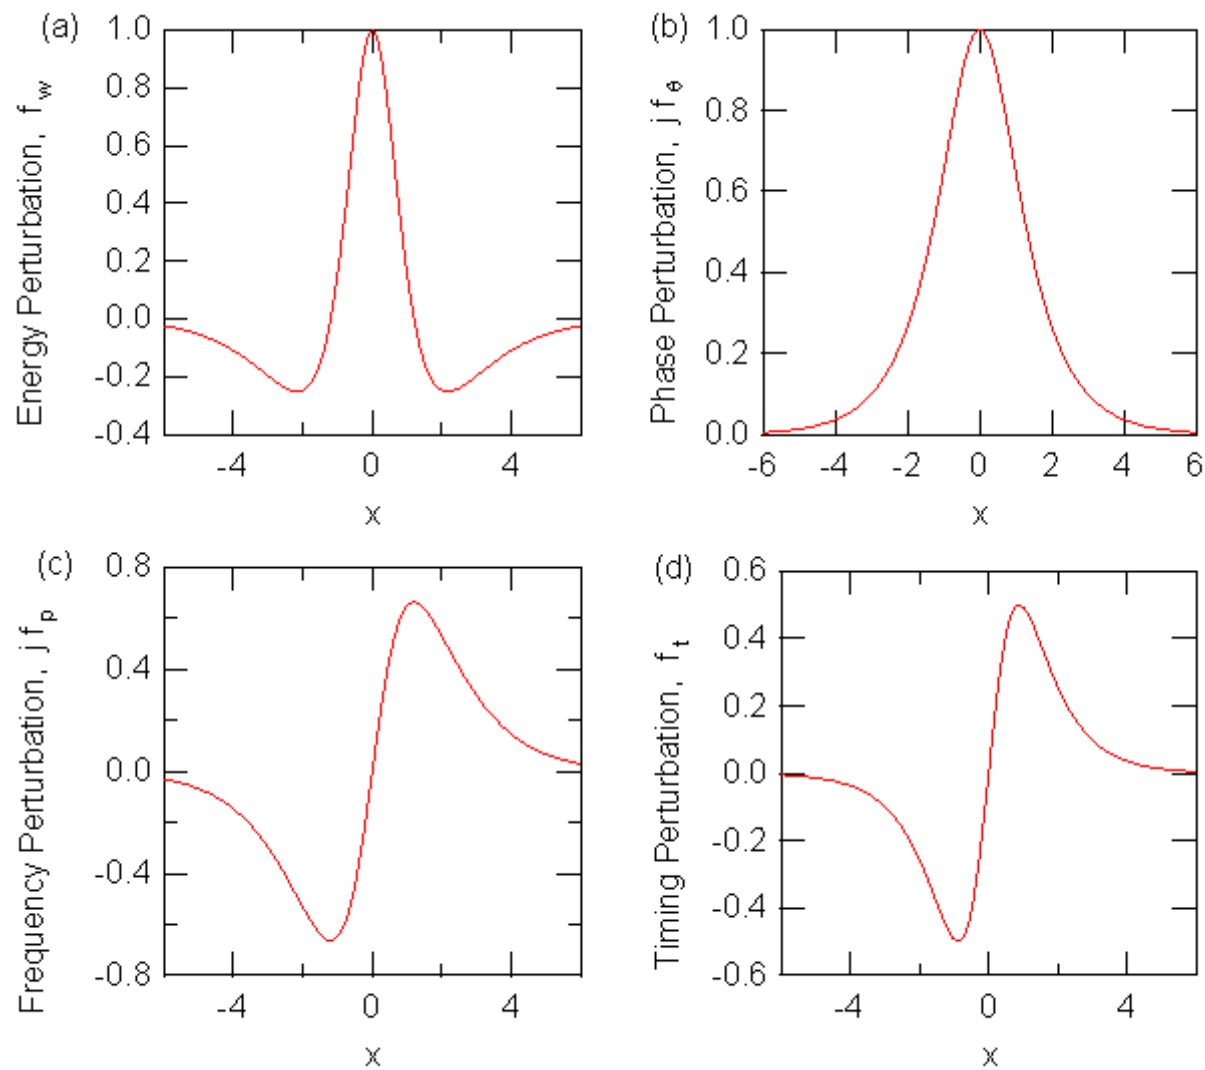 (a)
1.0
0.8
0.6
0.4
0.2
0.0
-0.2
-0.4
Energy Perturbation, f_w
-4 0 4
x
(b)
1.0
0.8
0.6
0.4
0.2
0.0
Phase Perturbation, j f_θ
-6 -4 -2 0 2 4 6
x
(c)
0.8
0.4
0.0
-0.4
-0.8
Frequency Perturbation, j f_p
-4 0 4
x
(d)
0.6
0.4
0.2
0.0
-0.2
-0.4
-0.6
Timing Perturbation, f_t
-4 0 4
x